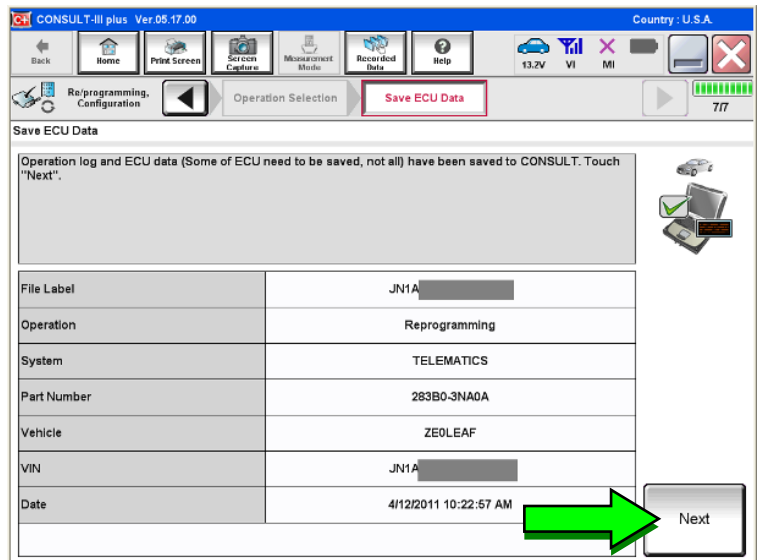 CONSULT-III plus Ver.05.17.00 Country : U.S.A.
Back Home Print Screen Screen Capture Measurement Mode Recorded Data Help 13.2V VI MI
Re/programming, Configuration Operation Selection Save ECU Data 7/7
Save ECU Data
Operation log and ECU data (Some of ECU need to be saved, not all) have been saved to CONSULT. Touch
"Next".
File Label JN1A
Operation Reprogramming
System TELEMATICS
Part Number 283B0-3NA0A
Vehicle ZE0LEAF
VIN JN1A
Date 4/12/2011 10:22:57 AM
Next